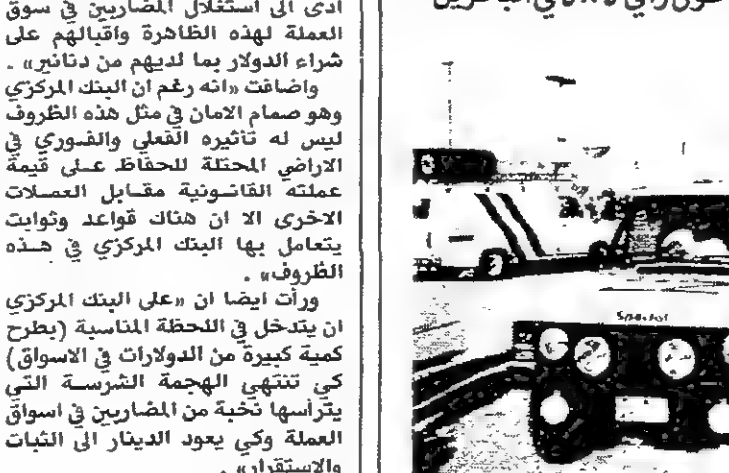 أدى الى استغلال المضاربين في سوق
العملة لهذه الظاهرة واقبالهم على
شراء الدولار بما لديهم من دنانير» .
واضافت «انه رغم ان البنك المركزي
وهو صمام الامان في مثل هذه الظروف
ليس له تاثيره الفعلي والفوري في
الاراضي المحتلة للحفاظ على قيمة
عملته القانونية مقابل العملات
الاخرى الا ان هناك قواعد وثوابت
يتعامل بها البنك المركزي في هذه
الظروف» .
ورأت ايضا ان «على البنك المركزي
ان يتدخل في اللحظة المناسبة (بطرح
كمية كبيرة من الدولارات في الاسواق)
كي تنتهي الهجمة الشرسة التي
يترأسها نخبة من المضاربين في اسواق
العملة وكي يعود الدينار الى الثبات
والاستقرار» .
في